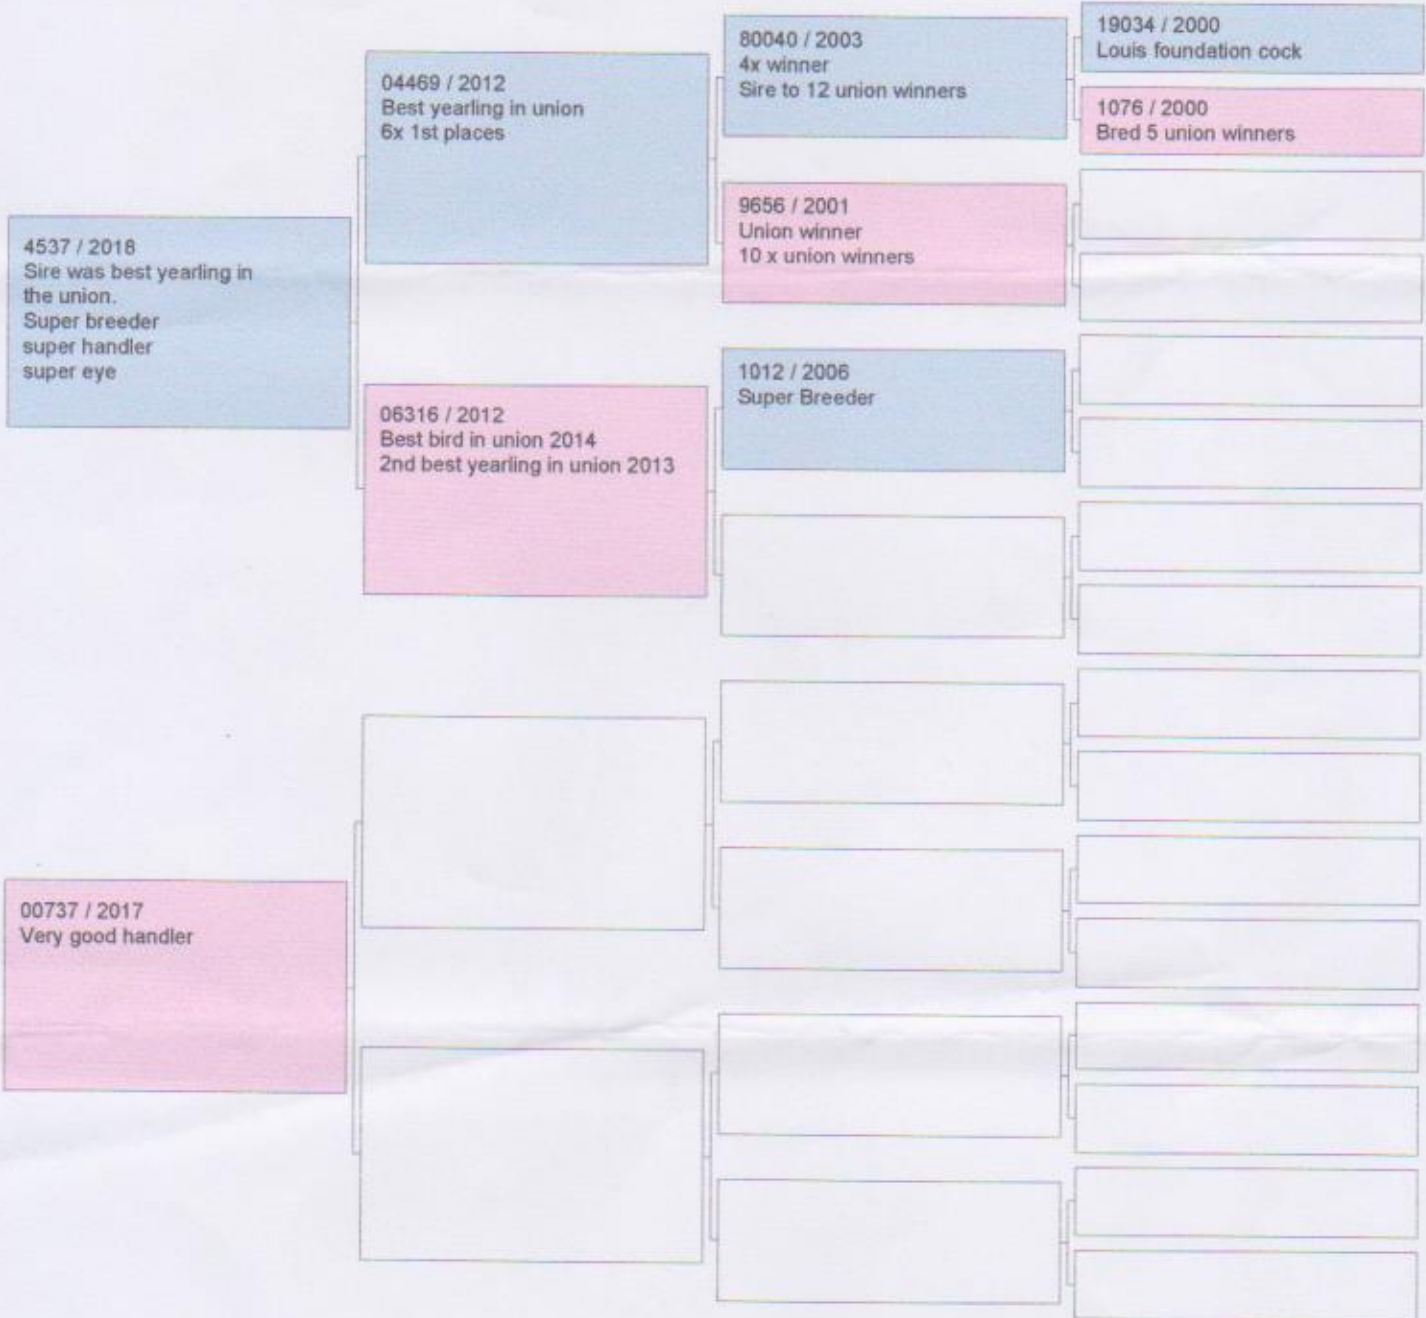 4537 / 2018
Sire was best yearling in
the union.
Super breeder
super handler
super eye
04469 / 2012
Best yearling in union
6x 1st places
06316 / 2012
Best bird in union 2014
2nd best yearling in union 2013
80040 / 2003
4x winner
Sire to 12 union winners
9656 / 2001
Union winner
10 x union winners
1012 / 2006
Super Breeder
19034 / 2000
Louis foundation cock
1076 / 2000
Bred 5 union winners
00737 / 2017
Very good handler